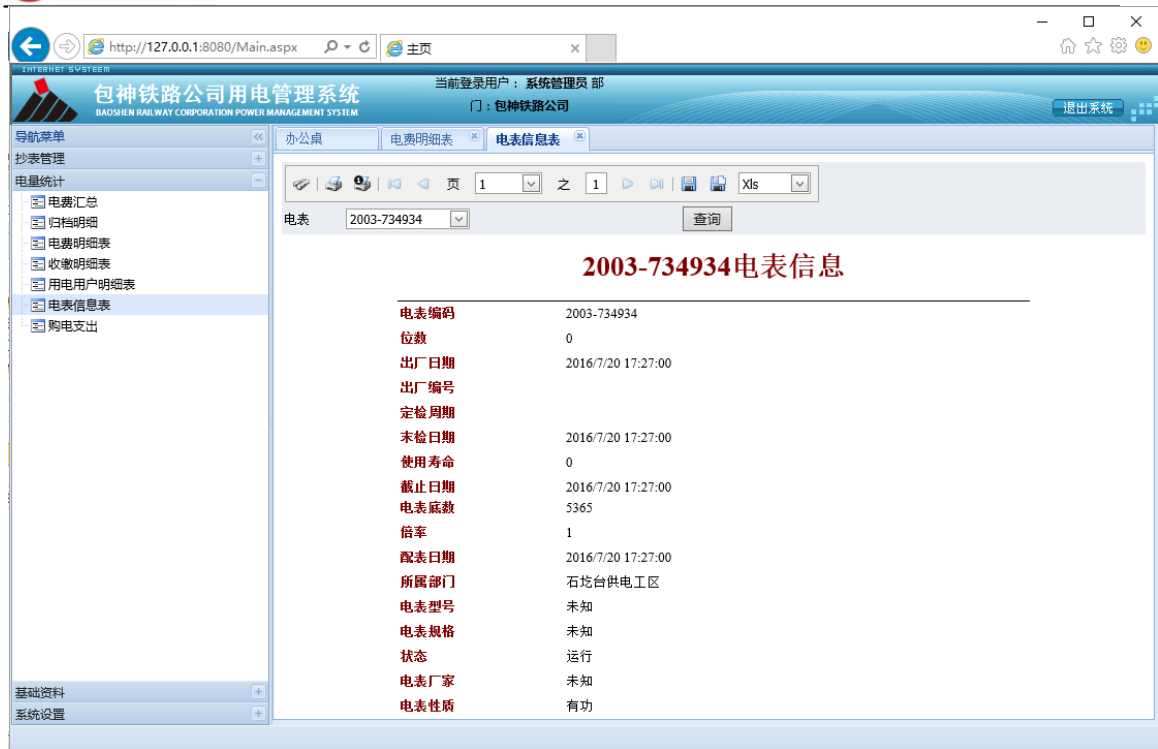 http://127.0.0.1:8080/Main.aspx
主页
INTERNET SYSTEEM
包神铁路公司用电管理系统
BAOSHEN RAILWAY CORPORATION POWER MANAGEMENT SYSTEM
当前登录用户： 系统管理员 部
门：包神铁路公司
退出系统
导航菜单
办公桌
电费明细表
电表信息表
抄表管理
电量统计
电费汇总
归档明细
电费明细表
收缴明细表
用电用户明细表
电表信息表
购电支出
基础资料
系统设置
页 1 之 1 Xls
电表 2003-734934 查询
2003-734934电表信息
电表编码 2003-734934
位数 0
出厂日期 2016/7/20 17:27:00
出厂编号
定检周期
末检日期 2016/7/20 17:27:00
使用寿命 0
截止日期 2016/7/20 17:27:00
电表底数 5365
倍率 1
配表日期 2016/7/20 17:27:00
所属部门 石圪台供电工区
电表型号 未知
电表规格 未知
状态 运行
电表厂家 未知
电表性质 有功